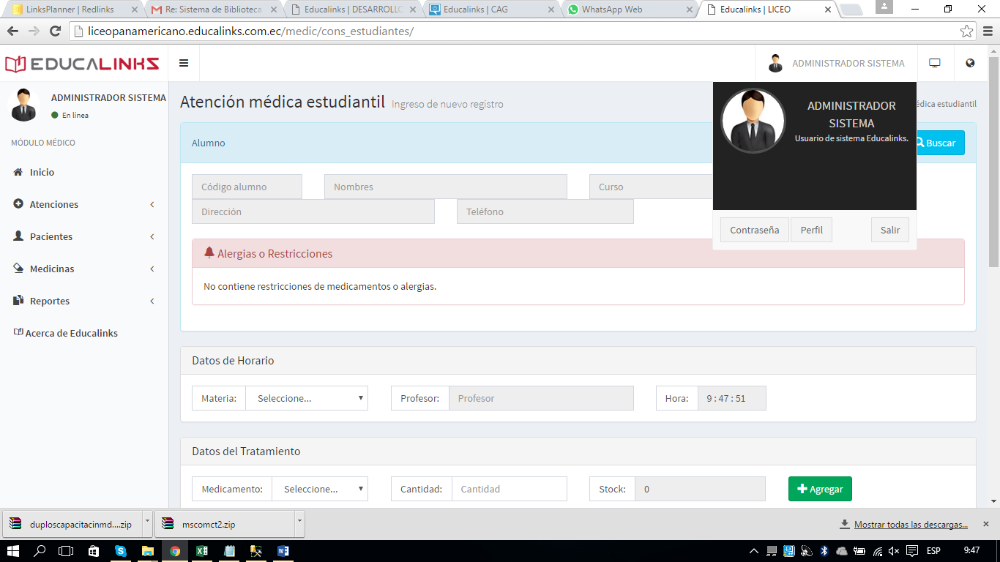 LinksPlanner | Redlinks
Re: Sistema de Biblioteca
Educalinks | DESARROLLO
Educalinks | CAG
WhatsApp Web
Educalinks | LICEO
liceopanamericano.educalinks.com.ec/medic/cons_estudiantes/
EDUCALINKS
ADMINISTRADOR SISTEMA
ADMINISTRADOR SISTEMA
En línea
MÓDULO MÉDICO
Inicio
Atenciones
Pacientes
Medicinas
Reportes
Acerca de Educalinks
Atención médica estudiantil Ingreso de nuevo registro
édica estudiantil
ADMINISTRADOR
SISTEMA
Usuario de sistema Educalinks.
Contraseña Perfil Salir
Alumno
Buscar
Código alumno Nombres Curso
Dirección Teléfono
Alergias o Restricciones
No contiene restricciones de medicamentos o alergias.
Datos de Horario
Materia: Seleccione... Profesor: Profesor Hora: 9 : 47 : 51
Datos del Tratamiento
Medicamento: Seleccione... Cantidad: Cantidad Stock: 0 Agregar
duploscapacitacinmd....zip
mscomct2.zip
Mostrar todas las descargas...
ESP
9:47